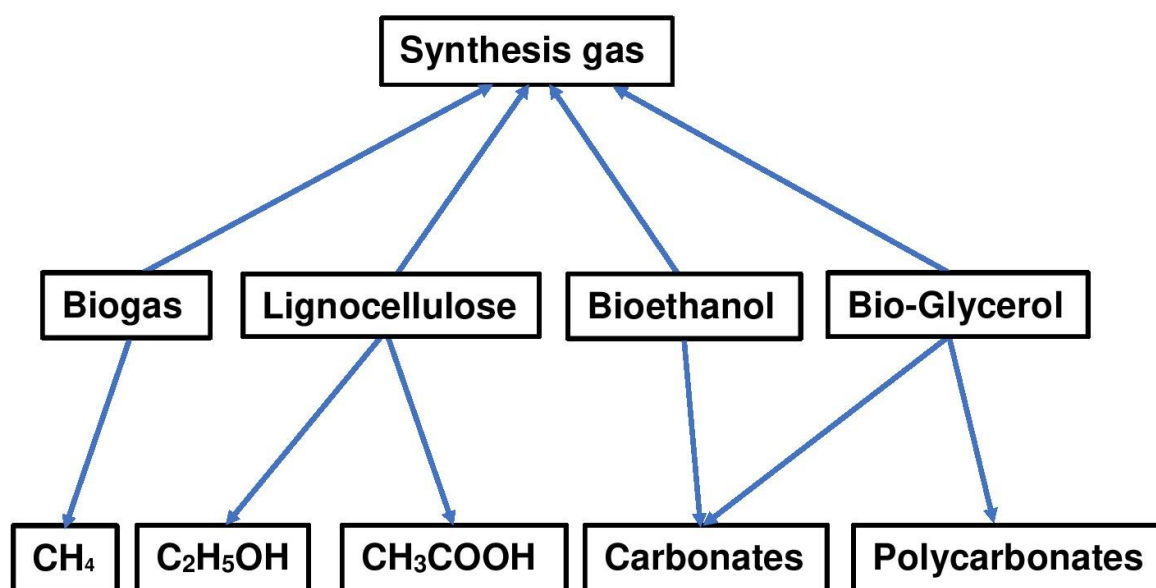 Synthesis gas
Biogas
Lignocellulose
Bioethanol
Bio-Glycerol
CH₄
C₂H₅OH
CH₃COOH
Carbonates
Polycarbonates